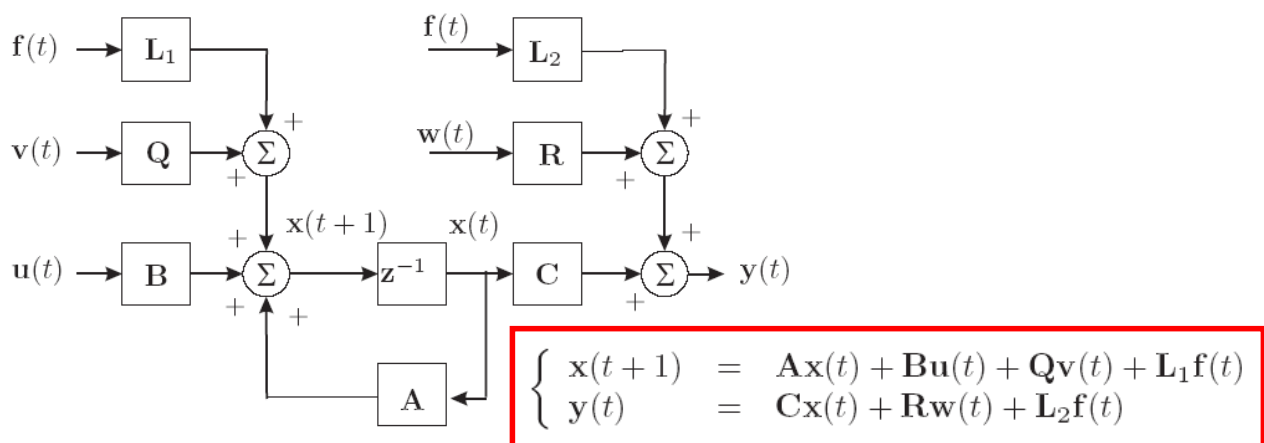 f(t) L₁ f(t) L₂
+ +
v(t) Q Σ w(t) R Σ
+ +
x(t + 1) x(t)
+ +
u(t) B Σ z⁻¹ C Σ y(t)
+ + +
A
{ x(t + 1) = Ax(t) + Bu(t) + Qv(t) + L₁f(t)
y(t) = Cx(t) + Rw(t) + L₂f(t)